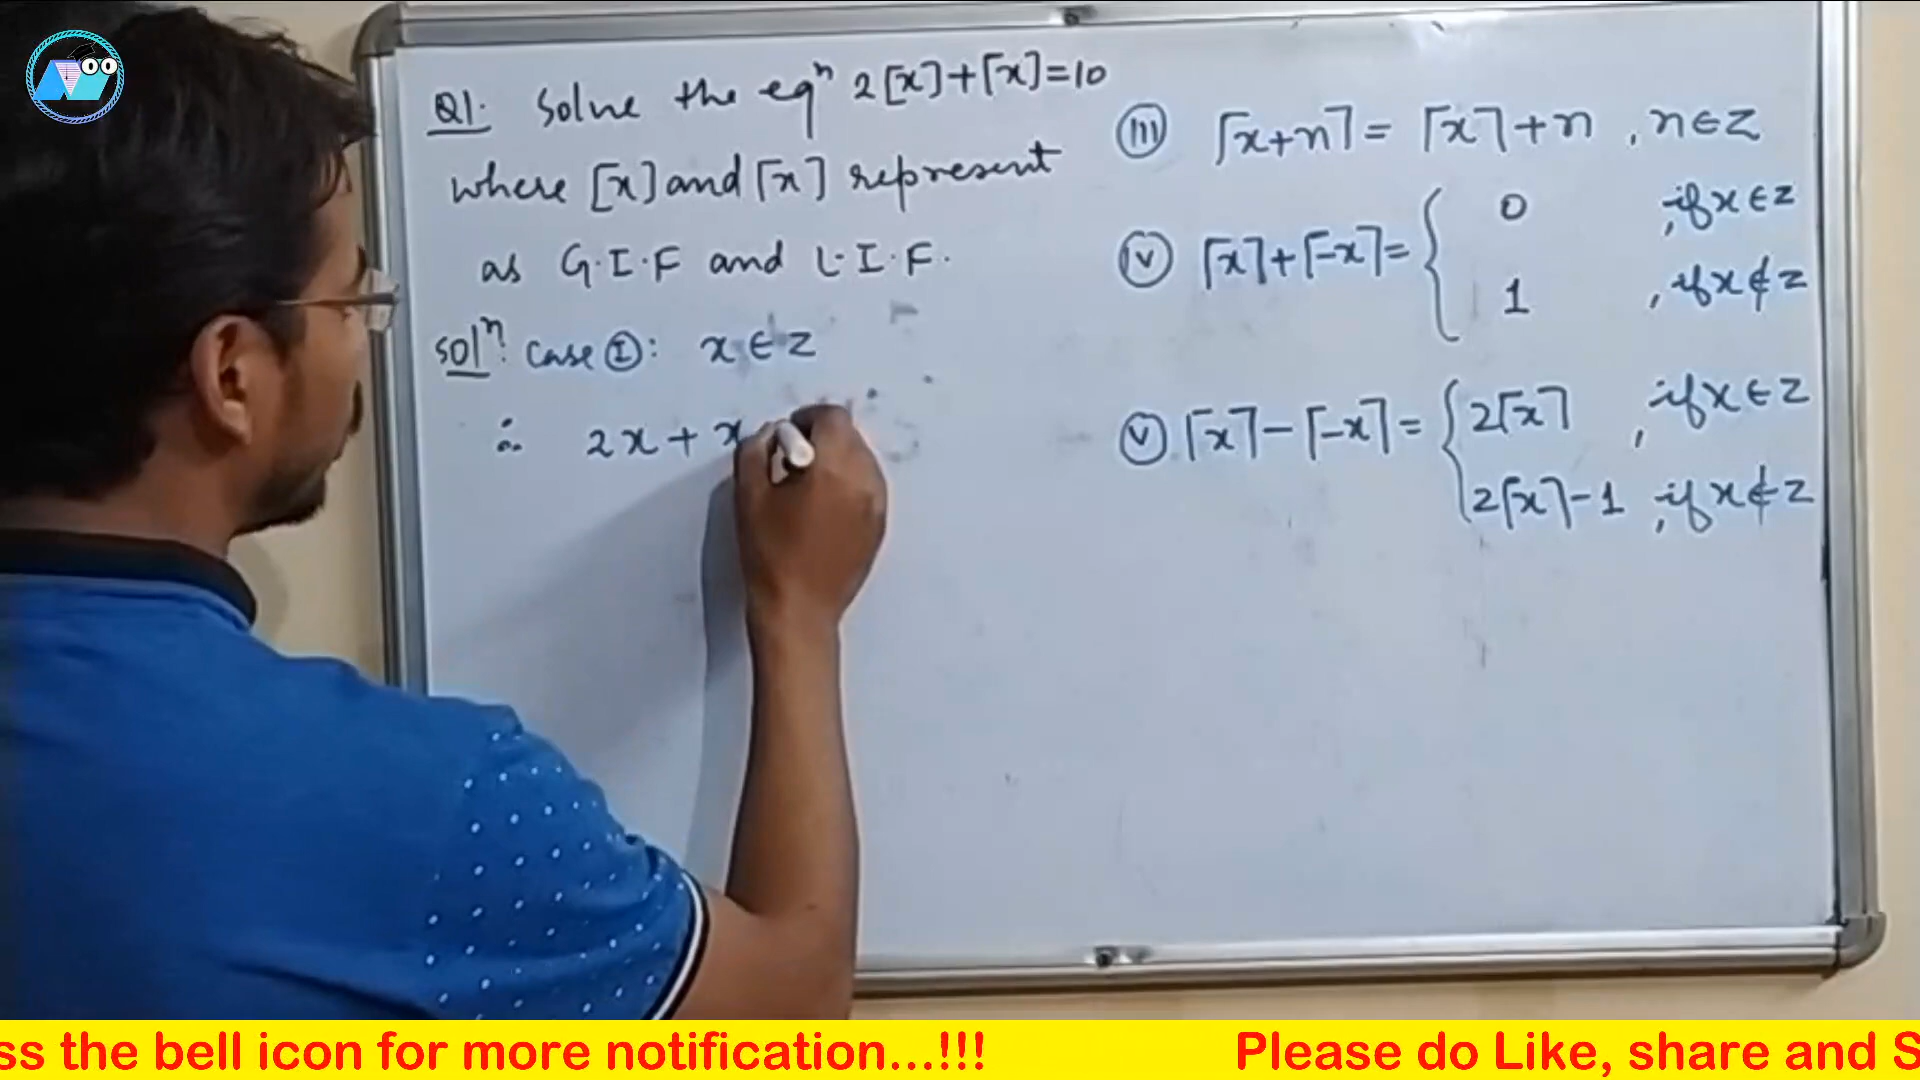 Q1. Solve the eqⁿ 2[x]+⌈x]=10
where [x] and ⌈x] represent
as G.I.F and L.I.F.
Solⁿ: Case Ⓘ: x∈Z
∴ 2x+x
(III) ⌈x+n⌉=⌈x⌉+n , n∈Z
(IV) ⌈x⌉+⌈-x⌉= { 0 , if x∈Z
1 , if x∉Z
(V) ⌈x⌉-⌈-x⌉= { 2⌈x⌉ , if x∈Z
2⌈x⌉-1 , if x∉Z
ss the bell icon for more notification...!!! Please do Like, share and S